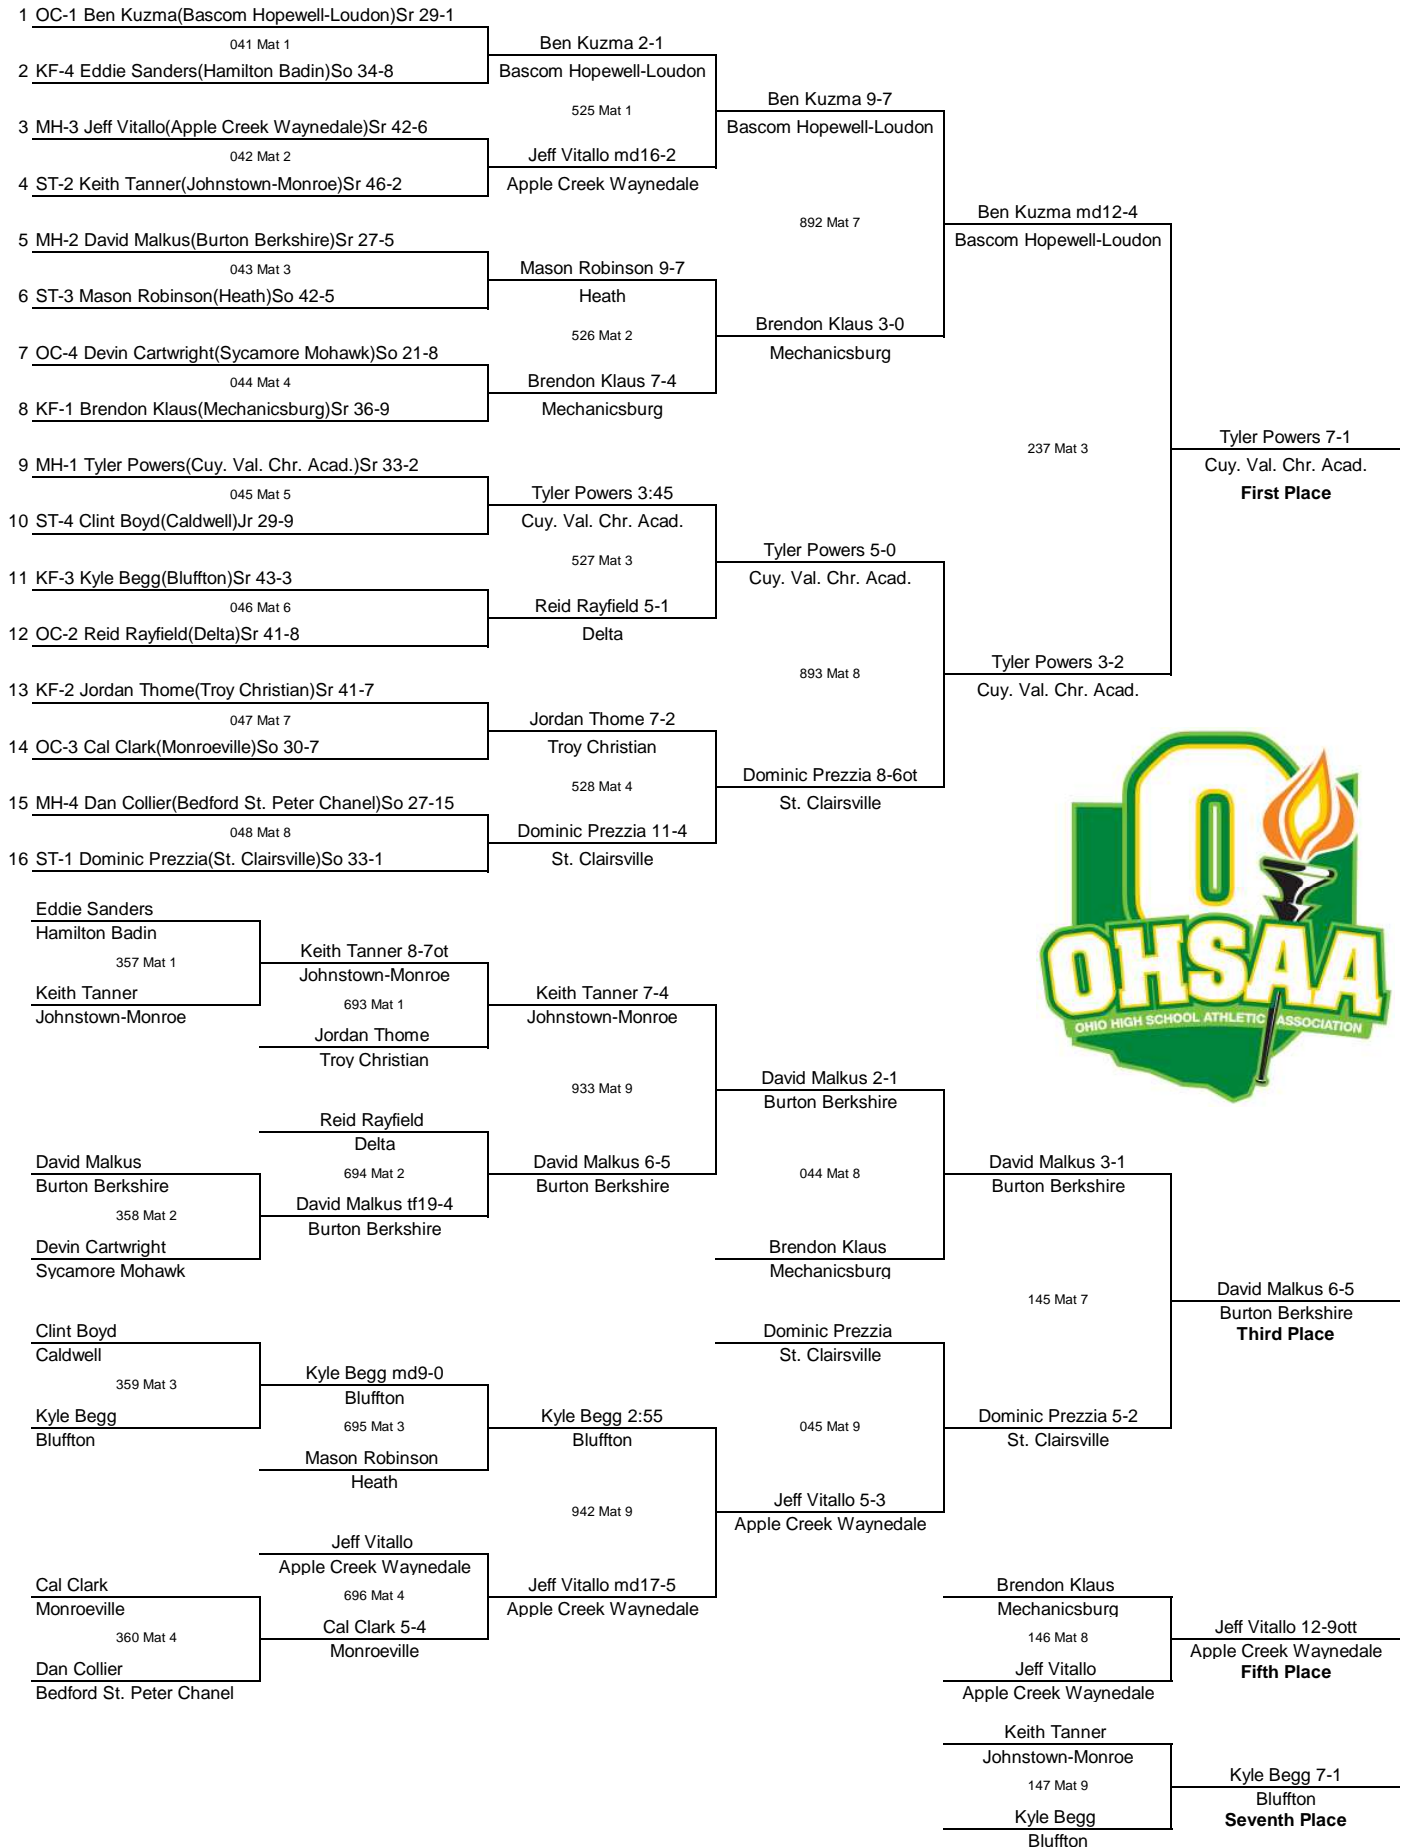 1 OC-1 Ben Kuzma(Bascom Hopewell-Loudon)Sr 29-1
041 Mat 1
Ben Kuzma 2-1
2 KF-4 Eddie Sanders(Hamilton Badin)So 34-8
Bascom Hopewell-Loudon
525 Mat 1
Ben Kuzma 9-7
Bascom Hopewell-Loudon
3 MH-3 Jeff Vitallo(Apple Creek Waynedale)Sr 42-6
042 Mat 2
Jeff Vitallo md16-2
4 ST-2 Keith Tanner(Johnstown-Monroe)Sr 46-2
Apple Creek Waynedale
892 Mat 7
Ben Kuzma md12-4
Bascom Hopewell-Loudon
5 MH-2 David Malkus(Burton Berkshire)Sr 27-5
043 Mat 3
Mason Robinson 9-7
6 ST-3 Mason Robinson(Heath)So 42-5
Heath
526 Mat 2
Brendon Klaus 3-0
Mechanicsburg
7 OC-4 Devin Cartwright(Sycamore Mohawk)So 21-8
044 Mat 4
Brendon Klaus 7-4
8 KF-1 Brendon Klaus(Mechanicsburg)Sr 36-9
Mechanicsburg
237 Mat 3
Tyler Powers 7-1
Cuy. Val. Chr. Acad.
First Place
9 MH-1 Tyler Powers(Cuy. Val. Chr. Acad.)Sr 33-2
045 Mat 5
Tyler Powers 3:45
10 ST-4 Clint Boyd(Caldwell)Jr 29-9
Cuy. Val. Chr. Acad.
527 Mat 3
Tyler Powers 5-0
Cuy. Val. Chr. Acad.
11 KF-3 Kyle Begg(Bluffton)Sr 43-3
046 Mat 6
Reid Rayfield 5-1
12 OC-2 Reid Rayfield(Delta)Sr 41-8
Delta
893 Mat 8
Tyler Powers 3-2
Cuy. Val. Chr. Acad.
13 KF-2 Jordan Thome(Troy Christian)Sr 41-7
047 Mat 7
Jordan Thome 7-2
14 OC-3 Cal Clark(Monroeville)So 30-7
Troy Christian
528 Mat 4
Dominic Prezzia 8-6ot
St. Clairsville
15 MH-4 Dan Collier(Bedford St. Peter Chanel)So 27-15
048 Mat 8
Dominic Prezzia 11-4
16 ST-1 Dominic Prezzia(St. Clairsville)So 33-1
St. Clairsville
O
OHSAA
OHIO HIGH SCHOOL ATHLETIC ASSOCIATION
Eddie Sanders
Hamilton Badin
357 Mat 1
Keith Tanner 8-7ot
Johnstown-Monroe
Keith Tanner
Johnstown-Monroe
693 Mat 1
Keith Tanner 7-4
Johnstown-Monroe
Jordan Thome
Troy Christian
933 Mat 9
David Malkus 2-1
Burton Berkshire
Reid Rayfield
Delta
David Malkus
Burton Berkshire
694 Mat 2
David Malkus 6-5
Burton Berkshire
044 Mat 8
David Malkus 3-1
Burton Berkshire
358 Mat 2
David Malkus tf19-4
Burton Berkshire
Devin Cartwright
Sycamore Mohawk
Brendon Klaus
Mechanicsburg
145 Mat 7
David Malkus 6-5
Burton Berkshire
Third Place
Clint Boyd
Caldwell
Dominic Prezzia
St. Clairsville
359 Mat 3
Kyle Begg md9-0
Bluffton
Kyle Begg
Bluffton
695 Mat 3
Kyle Begg 2:55
Bluffton
045 Mat 9
Dominic Prezzia 5-2
St. Clairsville
Mason Robinson
Heath
942 Mat 9
Jeff Vitallo 5-3
Apple Creek Waynedale
Jeff Vitallo
Apple Creek Waynedale
Cal Clark
Monroeville
696 Mat 4
Jeff Vitallo md17-5
Apple Creek Waynedale
360 Mat 4
Cal Clark 5-4
Monroeville
Dan Collier
Bedford St. Peter Chanel
Brendon Klaus
Mechanicsburg
146 Mat 8
Jeff Vitallo 12-9ott
Apple Creek Waynedale
Fifth Place
Jeff Vitallo
Apple Creek Waynedale
Keith Tanner
Johnstown-Monroe
147 Mat 9
Kyle Begg 7-1
Bluffton
Seventh Place
Kyle Begg
Bluffton